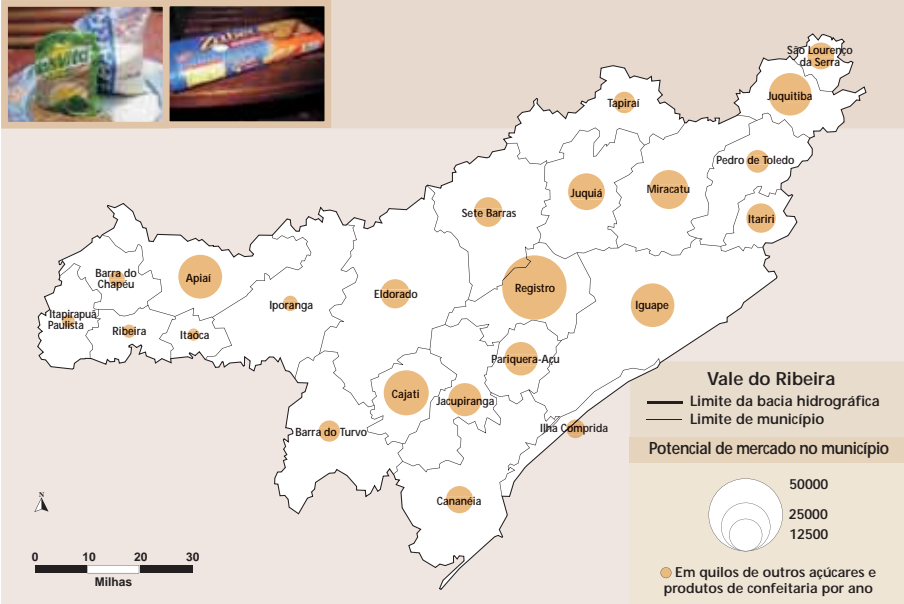 São Lourenço
da Serra
Juquitiba
Tapiraí
Pedro de Toledo
Juquiá
Miracatu
Sete Barras
Itariri
Barra do
Chapéu
Apiaí
Registro
Eldorado
Iporanga
Iguape
Itapirapuã
Paulista
Ribeira
Itaóca
Pariquera-Açu
Cajati
Jacupiranga
Barra do Turvo
Ilha Comprida
Cananéia
N
0 10 20 30
Milhas
Vale do Ribeira
Limite da bacia hidrográfica
Limite de município
Potencial de mercado no município
50000
25000
12500
Em quilos de outros açúcares e
produtos de confeitaria por ano